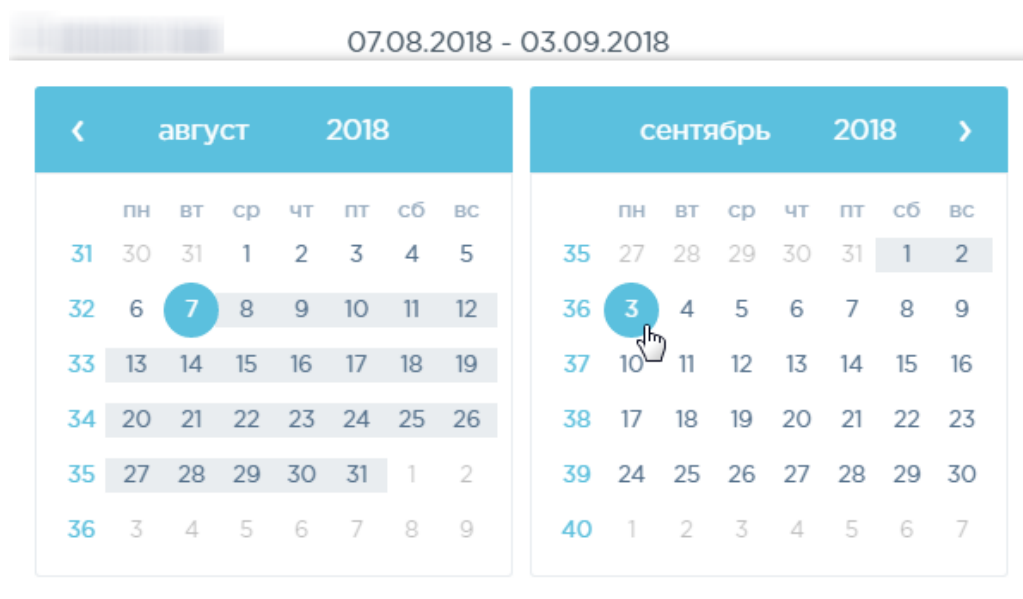 07.08.2018 - 03.09.2018
август 2018
пн вт ср чт пт сб вс
31 30 31 1 2 3 4 5
32 6 7 8 9 10 11 12
33 13 14 15 16 17 18 19
34 20 21 22 23 24 25 26
35 27 28 29 30 31 1 2
36 3 4 5 6 7 8 9
сентябрь 2018
пн вт ср чт пт сб вс
35 27 28 29 30 31 1 2
36 3 4 5 6 7 8 9
37 10 11 12 13 14 15 16
38 17 18 19 20 21 22 23
39 24 25 26 27 28 29 30
40 1 2 3 4 5 6 7